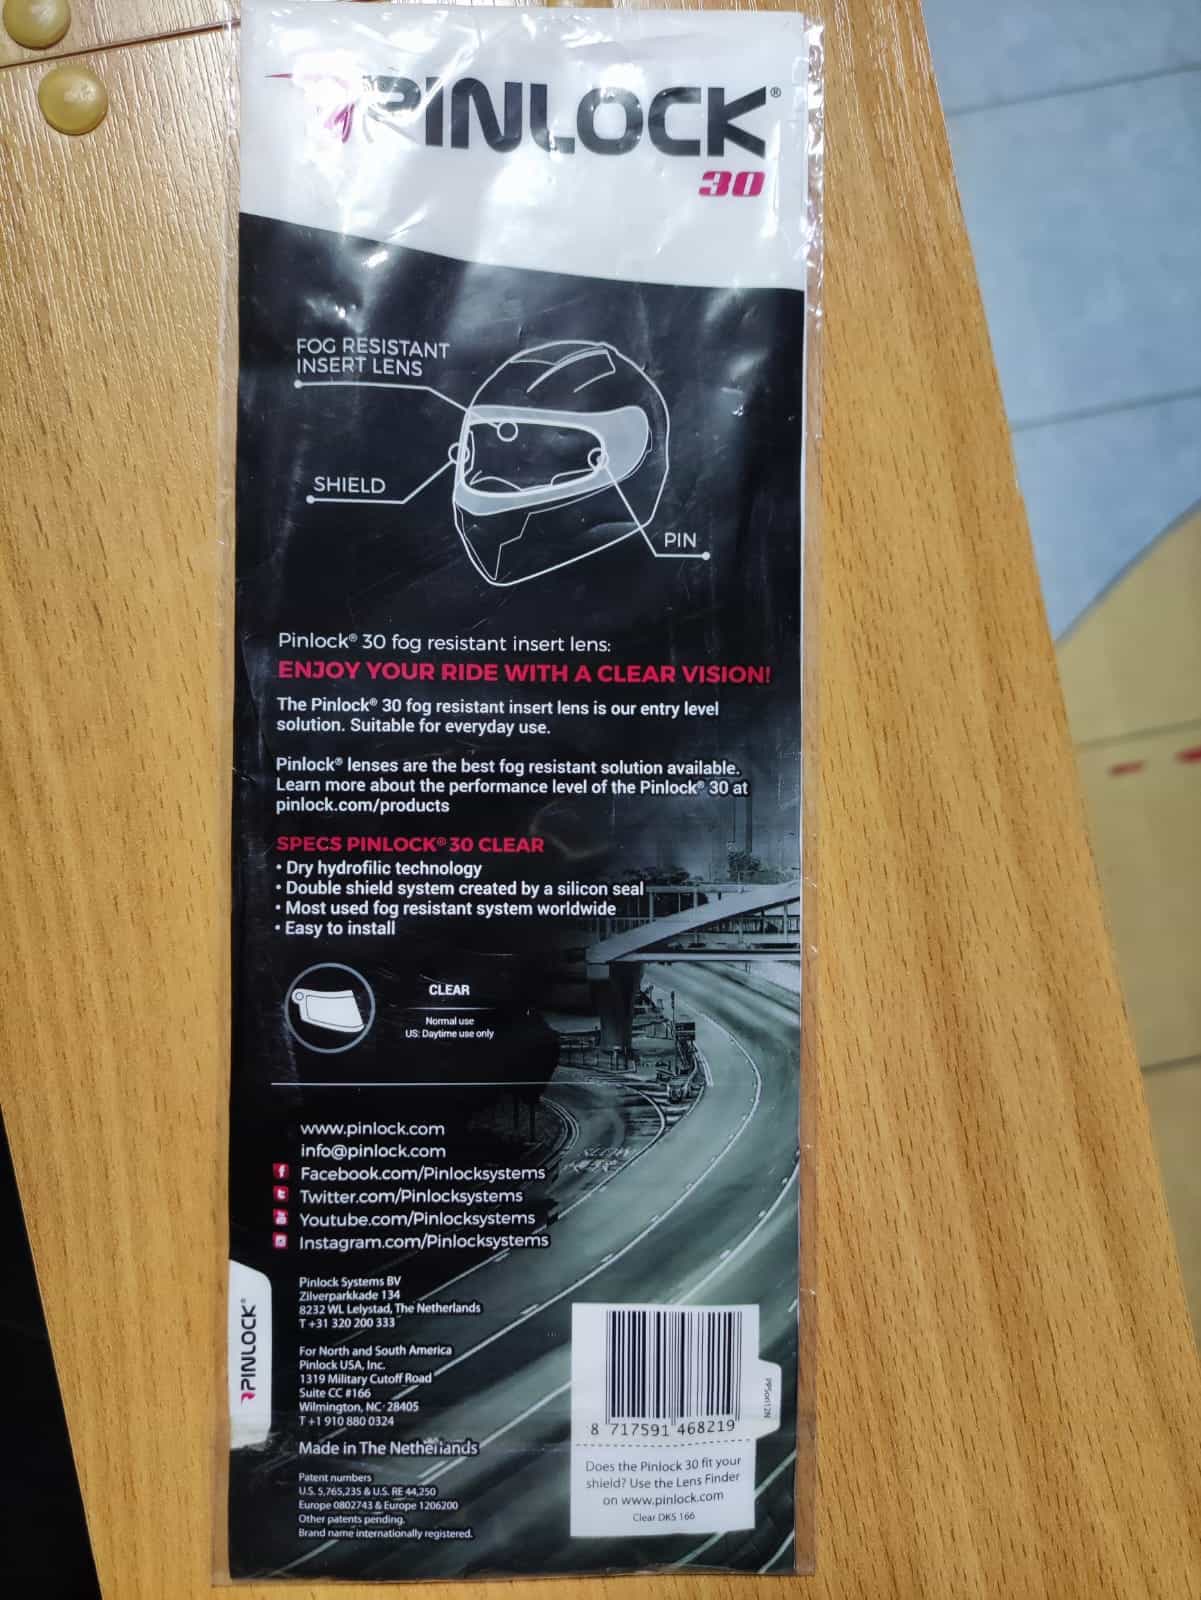 PINLOCK®
30
FOG RESISTANT
INSERT LENS
SHIELD
PIN
Pinlock® 30 fog resistant insert lens:
ENJOY YOUR RIDE WITH A CLEAR VISION!
The Pinlock® 30 fog resistant insert lens is our entry level
solution. Suitable for everyday use.
Pinlock® lenses are the best fog resistant solution available.
Learn more about the performance level of the Pinlock® 30 at
pinlock.com/products
SPECS PINLOCK® 30 CLEAR
• Dry hydrofilic technology
• Double shield system created by a silicon seal
• Most used fog resistant system worldwide
• Easy to install
CLEAR
Normal use
US: Daytime use only
www.pinlock.com
info@pinlock.com
Facebook.com/Pinlocksystems
Twitter.com/Pinlocksystems
Youtube.com/Pinlocksystems
Instagram.com/Pinlocksystems
Pinlock Systems BV
Zilverparkkade 134
8232 WL Lelystad, The Netherlands
T +31 320 200 333
For North and South America
Pinlock USA, Inc.
1319 Military Cutoff Road
Suite CC #166
Wilmington, NC 28405
T +1 910 880 0324
Made in The Netherlands
Patent numbers
U.S. 5,765,235 & U.S. RE 44,250
Europe 0802743 & Europe 1206200
Other patents pending.
Brand name internationally registered.
PINLOCK®
8 717591 468219
Does the Pinlock 30 fit your
shield? Use the Lens Finder
on www.pinlock.com
Clear DKS 166